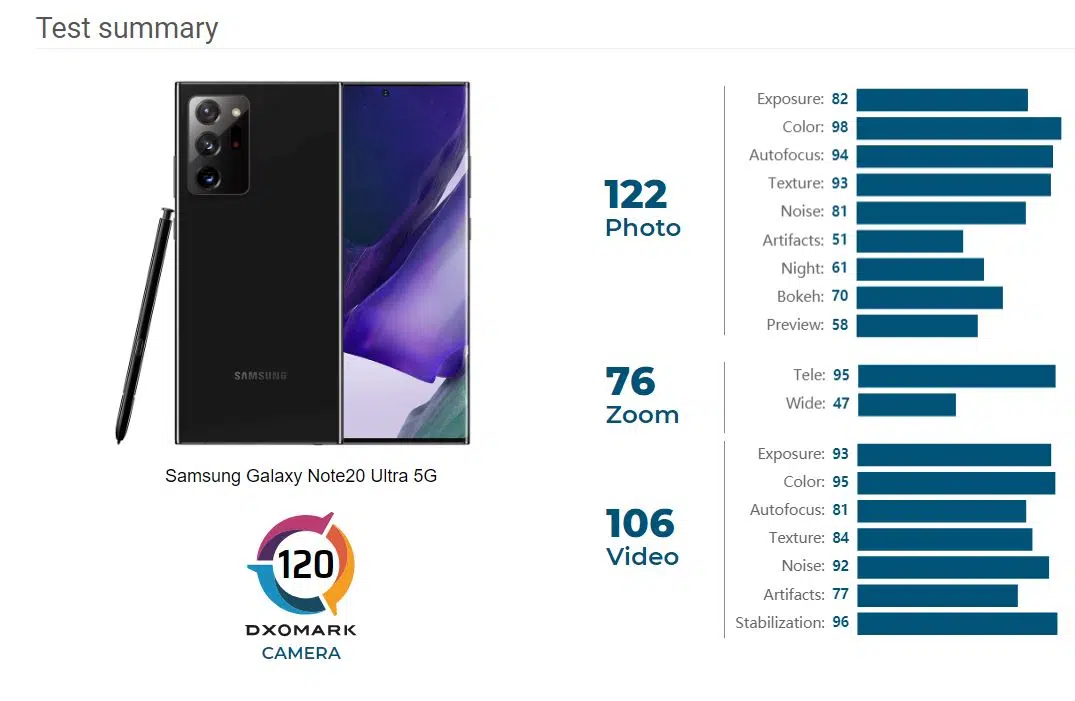 Test summary
SAMSUNG
Samsung Galaxy Note20 Ultra 5G
120
DXOMARK
CAMERA
122
Photo
Exposure: 82
Color: 98
Autofocus: 94
Texture: 93
Noise: 81
Artifacts: 51
Night: 61
Bokeh: 70
Preview: 58
76
Zoom
Tele: 95
Wide: 47
106
Video
Exposure: 93
Color: 95
Autofocus: 81
Texture: 84
Noise: 92
Artifacts: 77
Stabilization: 96